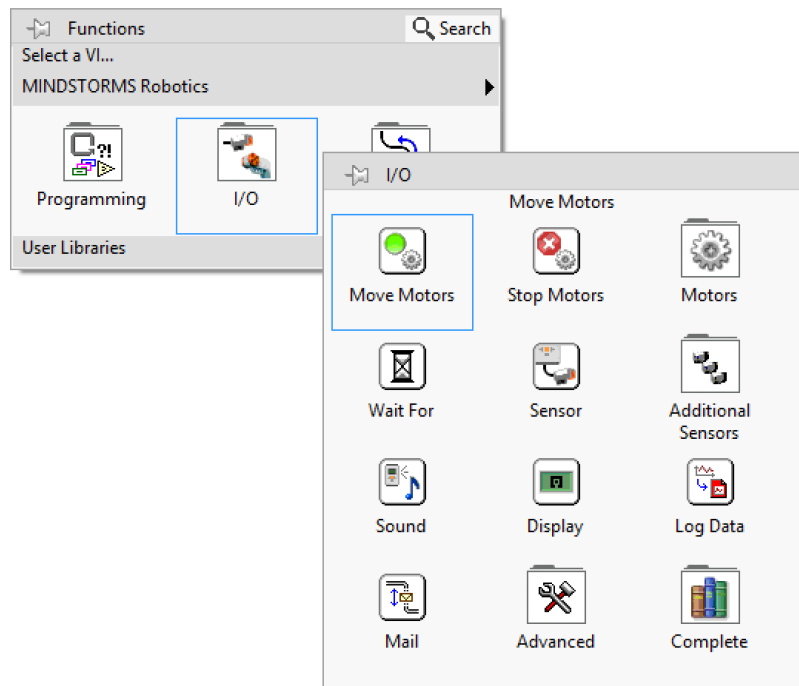 Functions
Search
Select a VI...
MINDSTORMS Robotics
Programming
I/O
User Libraries
I/O
Move Motors
Move Motors
Stop Motors
Motors
Wait For
Sensor
Additional
Sensors
Sound
Display
Log Data
Mail
Advanced
Complete